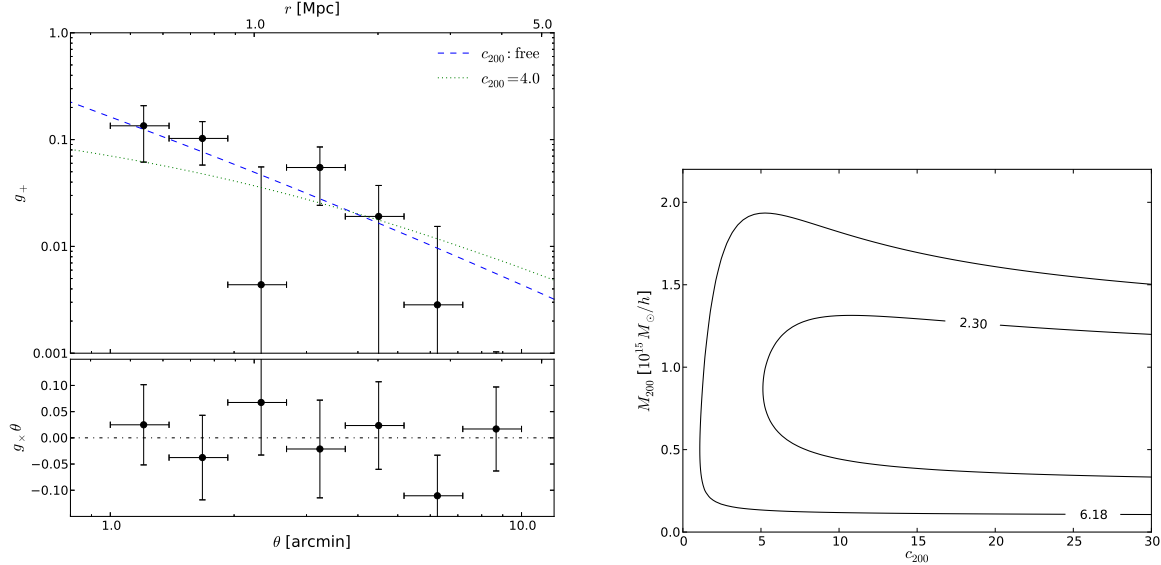 r [Mpc]
1.0 5.0
1.0
c₂₀₀ : free
c₂₀₀ = 4.0
0.1
g₊
0.01
0.001
0.10
0.05
0.00
−0.05
−0.10
g× θ
1.0 10.0
θ [arcmin]
2.0
1.5
1.0
0.5
0.0
M₂₀₀ [10¹⁵ M☉/h]
2.30
6.18
0 5 10 15 20 25 30
c₂₀₀